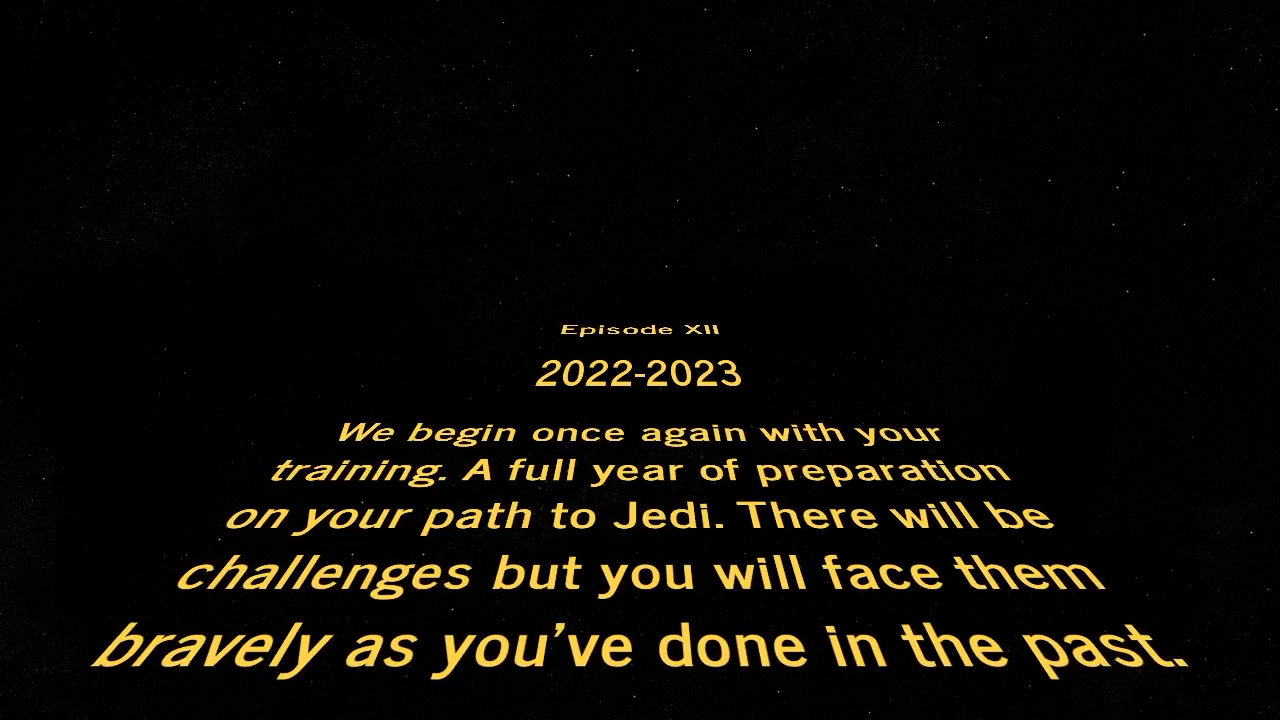 Episode XII
2022-2023
We begin once again with your
training. A full year of preparation
on your path to Jedi. There will be
challenges but you will face them
bravely as you’ve done in the past.